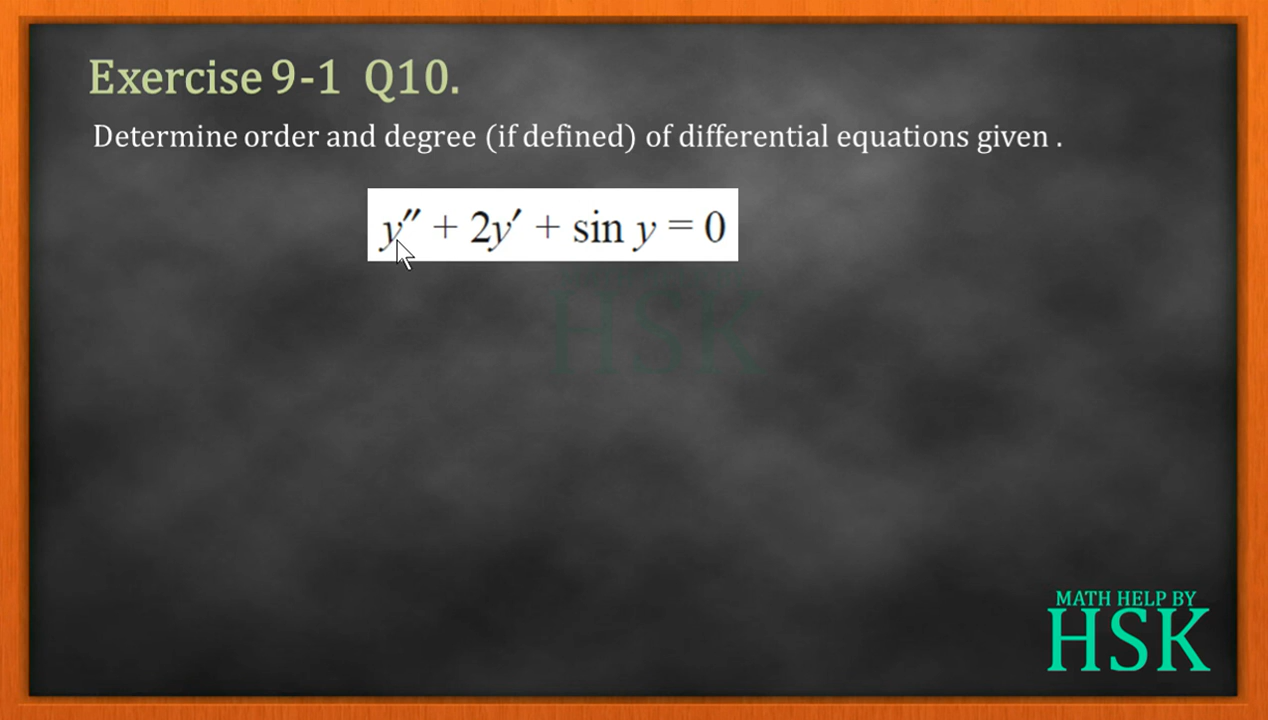 Exercise 9-1 Q10.
Determine order and degree (if defined) of differential equations given .
y″ + 2y′ + sin y = 0
HSK
MATH HELP BY
HSK